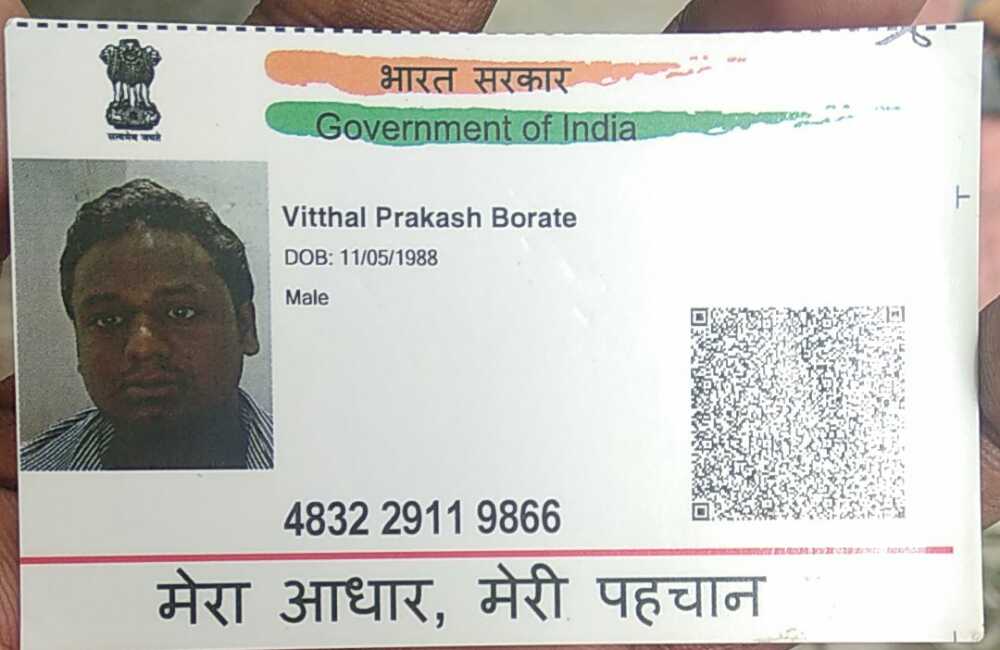 भारत सरकार
Government of India
सत्यमेव जयते
Vitthal Prakash Borate
DOB: 11/05/1988
Male
4832 2911 9866
मेरा आधार, मेरी पहचान